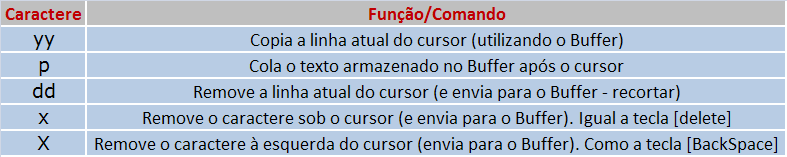 Caractere Função/Comando
yy Copia a linha atual do cursor (utilizando o Buffer)
p Cola o texto armazenado no Buffer após o cursor
dd Remove a linha atual do cursor (e envia para o Buffer - recortar)
x Remove o caractere sob o cursor (e envia para o Buffer). Igual a tecla [delete]
X Remove o caractere à esquerda do cursor (envia para o Buffer). Como a tecla [BackSpace]